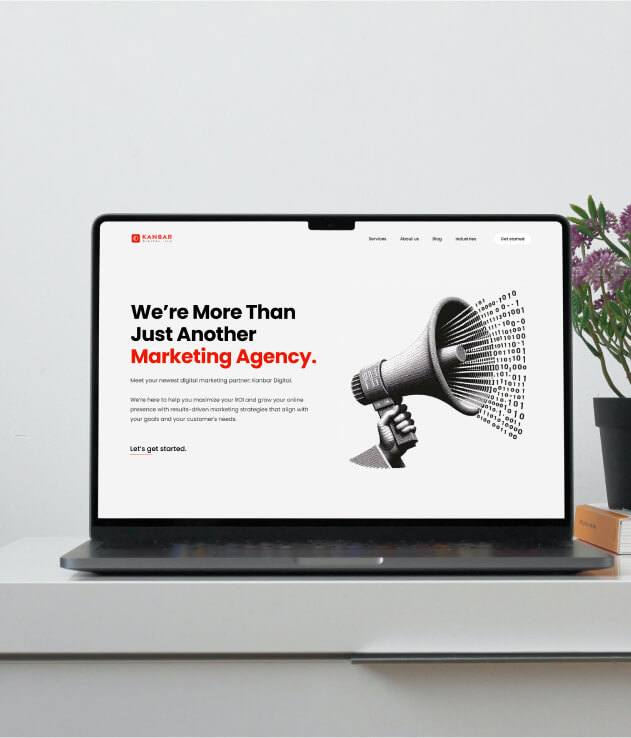 KANBAR
DIGITAL, LLC
Services
About us
Blog
Industries
Get started
We’re More Than
Just Another
Marketing Agency.
Meet your newest digital marketing partner: Kanbar Digital.
We’re here to help you maximize your ROI and grow your online
presence with results-driven marketing strategies that align with
your goals and your customer’s needs.
Let’s get started.